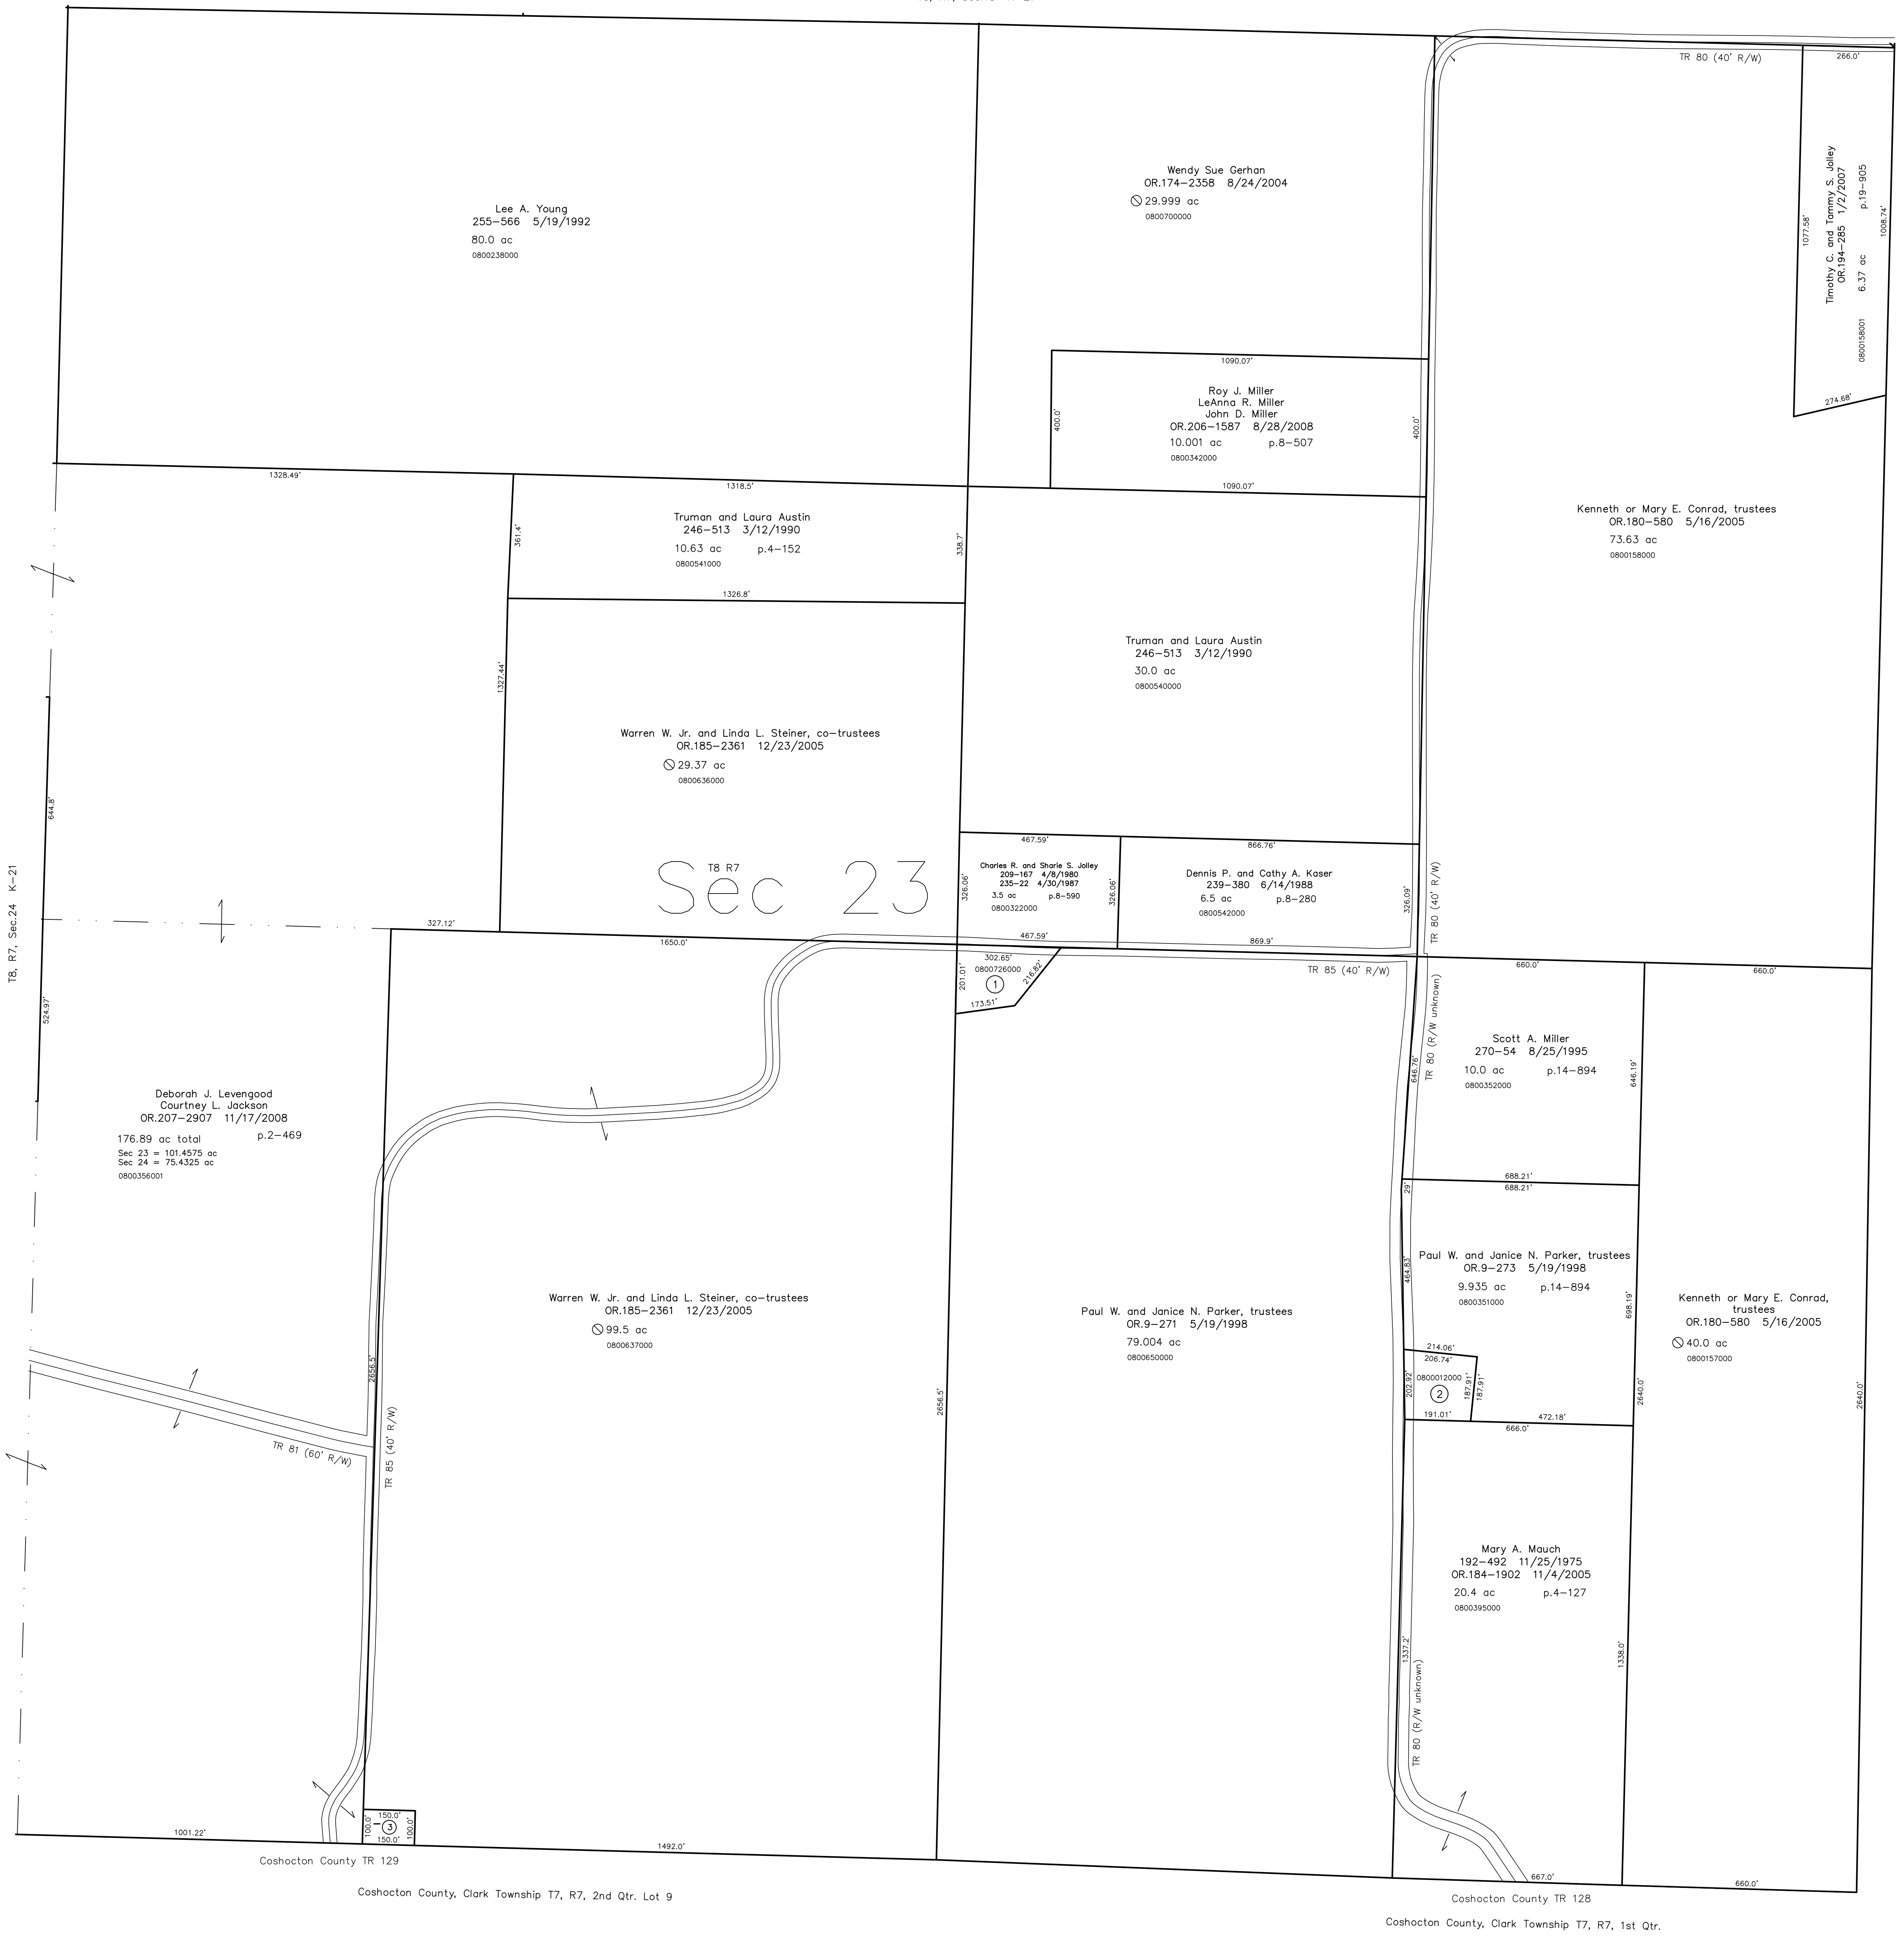 TR 80 (40' R/W)
266.0'
Lee A. Young
255-566 5/19/1992
80.0 ac
0800238000
Wendy Sue Gerhan
OR.174-2358 8/24/2004
29.999 ac
0800700000
1077.58'
Timothy C. and Tammy S. Jolley
OR.194-285 1/2/2007
6.37 ac p.19-905
0800158001
1008.74'
274.68'
1090.07'
400.0'
Roy J. Miller
LeAnna R. Miller
John D. Miller
OR.206-1587 8/28/2008
10.001 ac p.8-507
0800342000
400.0'
1090.07'
1328.49'
1318.5'
361.4'
Truman and Laura Austin
246-513 3/12/1990
10.63 ac p.4-152
0800541000
338.7'
1326.8'
Kenneth or Mary E. Conrad, trustees
OR.180-580 5/16/2005
73.63 ac
0800158000
Truman and Laura Austin
246-513 3/12/1990
30.0 ac
0800540000
1327.44'
Warren W. Jr. and Linda L. Steiner, co-trustees
OR.185-2361 12/23/2005
29.37 ac
0800636000
644.8'
T8, R7, Sec.24 K-21
T8 R7
Sec 23
467.59'
326.06'
Charles R. and Sharie S. Jolley
209-167 4/8/1980
235-22 4/30/1987
3.5 ac p.8-590
0800322000
326.06'
467.59'
866.76'
Dennis P. and Cathy A. Kaser
239-380 6/14/1988
6.5 ac p.8-280
0800542000
326.09'
869.9'
TR 80 (40' R/W)
327.12'
1650.0'
524.97'
302.65'
0800726000
1
201.01'
216.82'
173.51'
TR 85 (40' R/W)
660.0'
660.0'
TR 80 (R/W unknown)
646.76'
Scott A. Miller
270-54 8/25/1995
10.0 ac p.14-894
0800352000
646.19'
688.21'
688.21'
29'
Deborah J. Levengood
Courtney L. Jackson
OR.207-2907 11/17/2008
176.89 ac total p.2-469
Sec 23 = 101.4575 ac
Sec 24 = 75.4325 ac
0800356001
464.83'
Paul W. and Janice N. Parker, trustees
OR.9-273 5/19/1998
9.935 ac p.14-894
0800351000
698.19'
Warren W. Jr. and Linda L. Steiner, co-trustees
OR.185-2361 12/23/2005
99.5 ac
0800637000
Paul W. and Janice N. Parker, trustees
OR.9-271 5/19/1998
79.004 ac
0800650000
Kenneth or Mary E. Conrad,
trustees
OR.180-580 5/16/2005
40.0 ac
0800157000
214.06'
206.74'
0800012000
2
202.92'
187.91'
187.91'
191.01'
472.18'
666.0'
2656.5'
2656.5'
2640.0'
2640.0'
TR 81 (60' R/W)
TR 85 (40' R/W)
Mary A. Mauch
192-492 11/25/1975
OR.184-1902 11/4/2005
20.4 ac p.4-127
0800395000
1337.2'
1338.0'
TR 80 (R/W unknown)
150.0'
100.0'
3
100.0'
150.0'
1001.22'
1492.0'
667.0'
660.0'
Coshocton County TR 129
Coshocton County TR 128
Coshocton County, Clark Township T7, R7, 2nd Qtr. Lot 9
Coshocton County, Clark Township T7, R7, 1st Qtr.